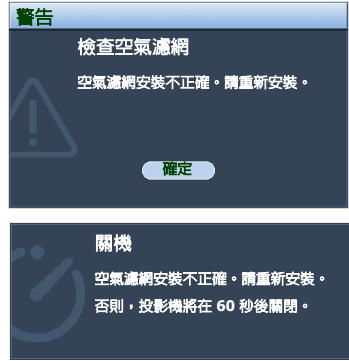 警告
檢查空氣濾網
空氣濾網安裝不正確。請重新安裝。
確定
關機
空氣濾網安裝不正確。請重新安裝。
否則，投影機將在 60 秒後關閉。